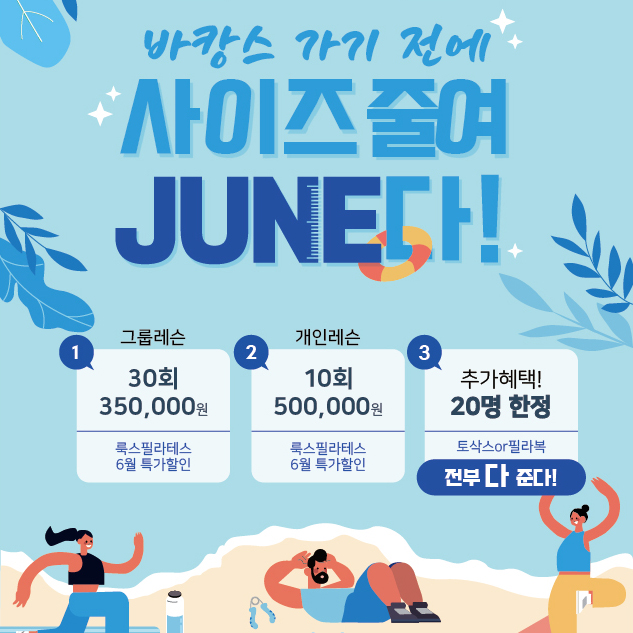 바캉스 가기 전에
사이즈 줄여
JUNE다!
1
그룹레슨
30회
350,000원
룩스필라테스
6월 특가할인
2
개인레슨
10회
500,000원
룩스필라테스
6월 특가할인
3
추가혜택!
20명 한정
토삭스or필라복
전부 다 준다!